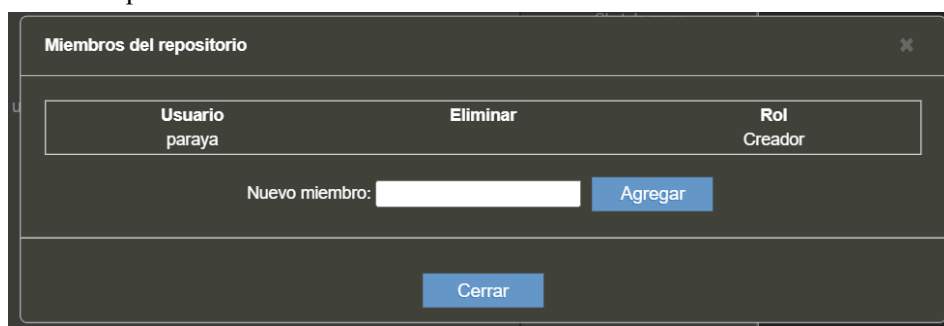 Miembros del repositorio ×
Usuario Eliminar Rol
paraya Creador
Nuevo miembro: Agregar
Cerrar